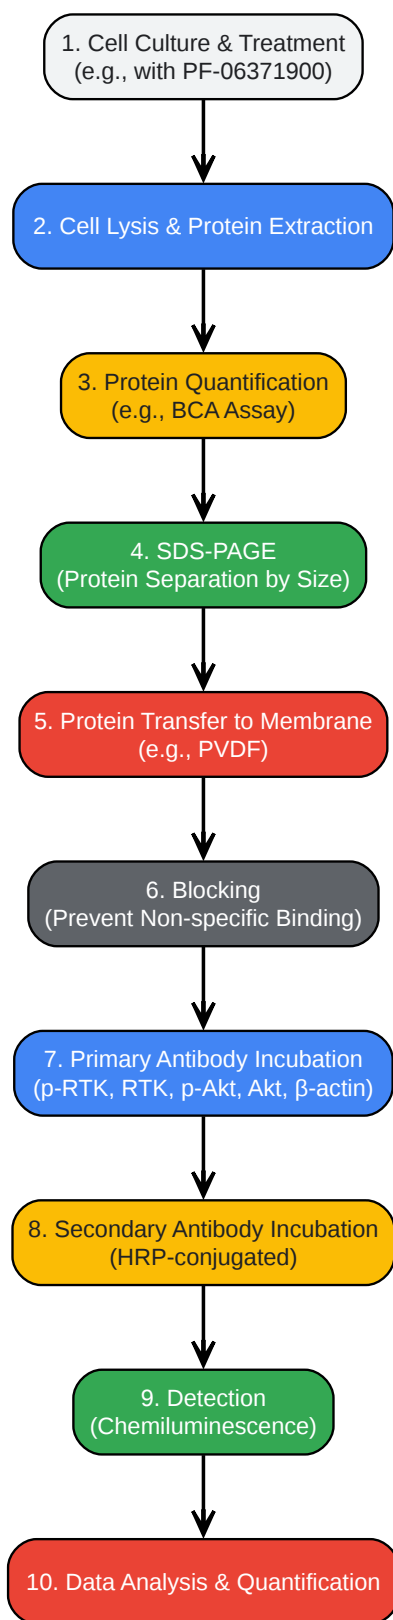 1. Cell Culture & Treatment
(e.g., with PF-06371900)
2. Cell Lysis & Protein Extraction
3. Protein Quantification
(e.g., BCA Assay)
4. SDS-PAGE
(Protein Separation by Size)
5. Protein Transfer to Membrane
(e.g., PVDF)
6. Blocking
(Prevent Non-specific Binding)
7. Primary Antibody Incubation
(p-RTK, RTK, p-Akt, Akt, β-actin)
8. Secondary Antibody Incubation
(HRP-conjugated)
9. Detection
(Chemiluminescence)
10. Data Analysis & Quantification